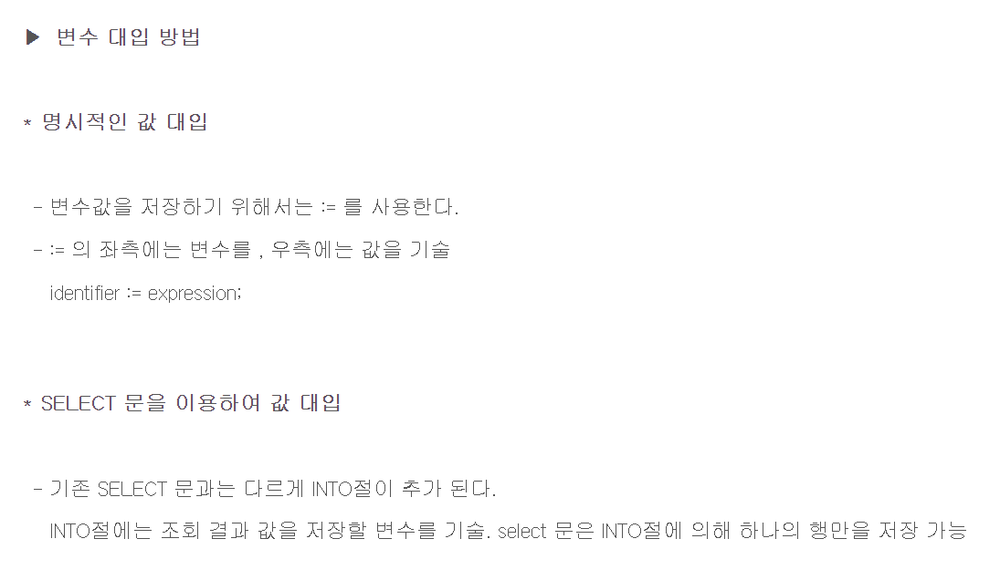 ▶ 변수 대입 방법
* 명시적인 값 대입
- 변수값을 저장하기 위해서는 := 를 사용한다.
- := 의 좌측에는 변수를 , 우측에는 값을 기술
identifier := expression;
* SELECT 문을 이용하여 값 대입
- 기존 SELECT 문과는 다르게 INTO절이 추가 된다.
INTO절에는 조회 결과 값을 저장할 변수를 기술. select 문은 INTO절에 의해 하나의 행만을 저장 가능